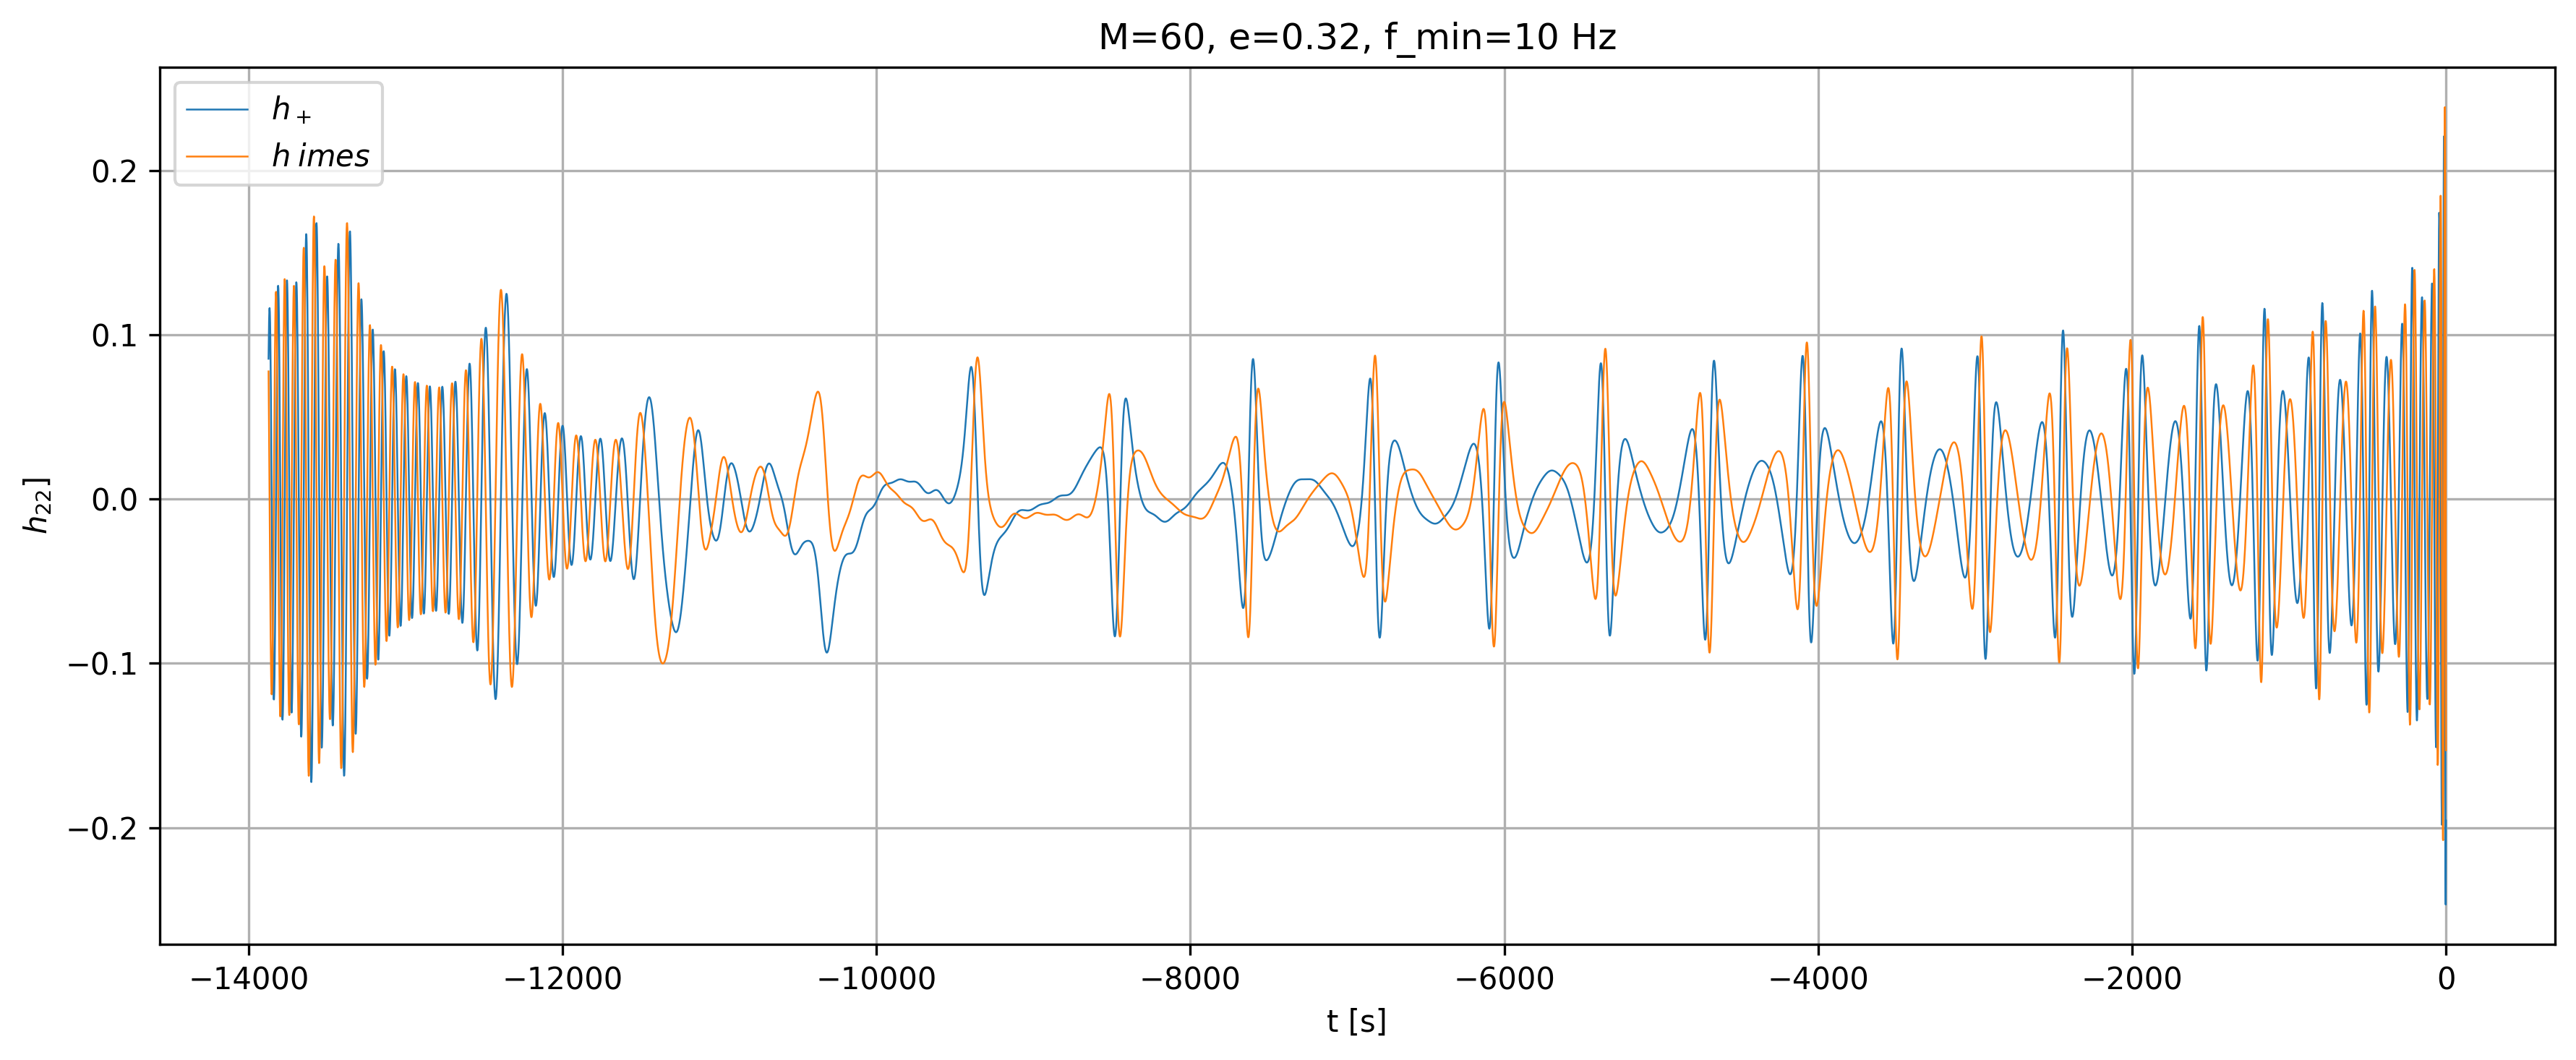 M=60, e=0.32, f_min=10 Hz
h₊
h imes
h₂₂]
0.2
0.1
0.0
−0.1
−0.2
−14000 −12000 −10000 −8000 −6000 −4000 −2000 0
t [s]